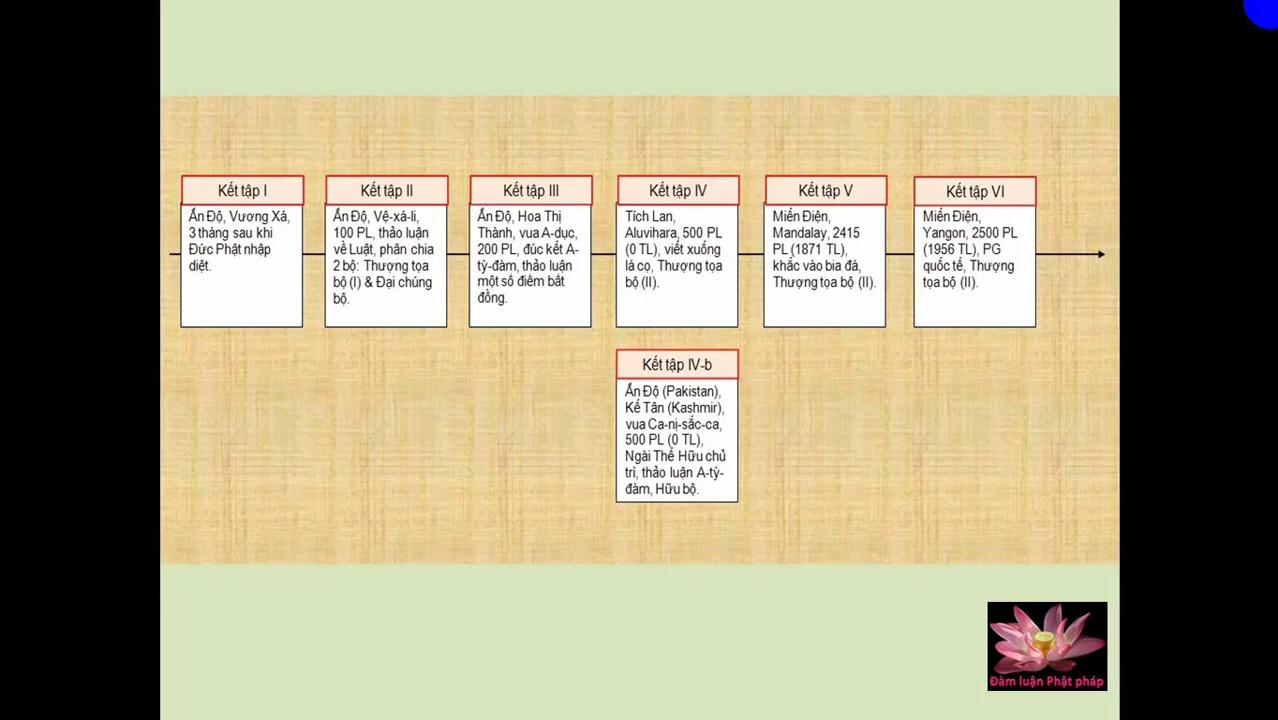 Kết tập I
Ấn Độ, Vương Xá,
3 tháng sau khi
Đức Phật nhập
diệt.
Kết tập II
Ấn Độ, Vệ-xá-li,
100 PL, thảo luận
về Luật, phân chia
2 bộ: Thượng tọa
bộ (I) & Đại chúng
bộ.
Kết tập III
Ấn Độ, Hoa Thị
Thành, vua A-dục,
200 PL, đúc kết A-
tỳ-đàm, thảo luận
một số điểm bất
đồng.
Kết tập IV
Tích Lan,
Aluvihara, 500 PL
(0 TL), viết xuống
lá cọ, Thượng tọa
bộ (II).
Kết tập V
Miến Điện,
Mandalay, 2415
PL (1871 TL),
khắc vào bia đá,
Thượng tọa bộ (II).
Kết tập VI
Miến Điện,
Yangon, 2500 PL
(1956 TL), PG
quốc tế, Thượng
tọa bộ (II).
Kết tập IV-b
Ấn Độ (Pakistan),
Kế Tân (Kashmir),
vua Ca-nị-sắc-ca,
500 PL (0 TL),
Ngài Thế Hữu chủ
trì, thảo luận A-tỳ-
đàm, Hữu bộ.
Đàm luận Phật pháp